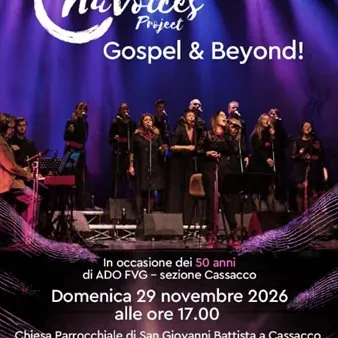 Project
Gospel & Beyond!
In occasione dei 50 anni
di ADO FVG – sezione Cassacco
Domenica 29 novembre 2026
alle ore 17.00
Chiesa Parrocchiale di San Giovanni Battista a Cassacco